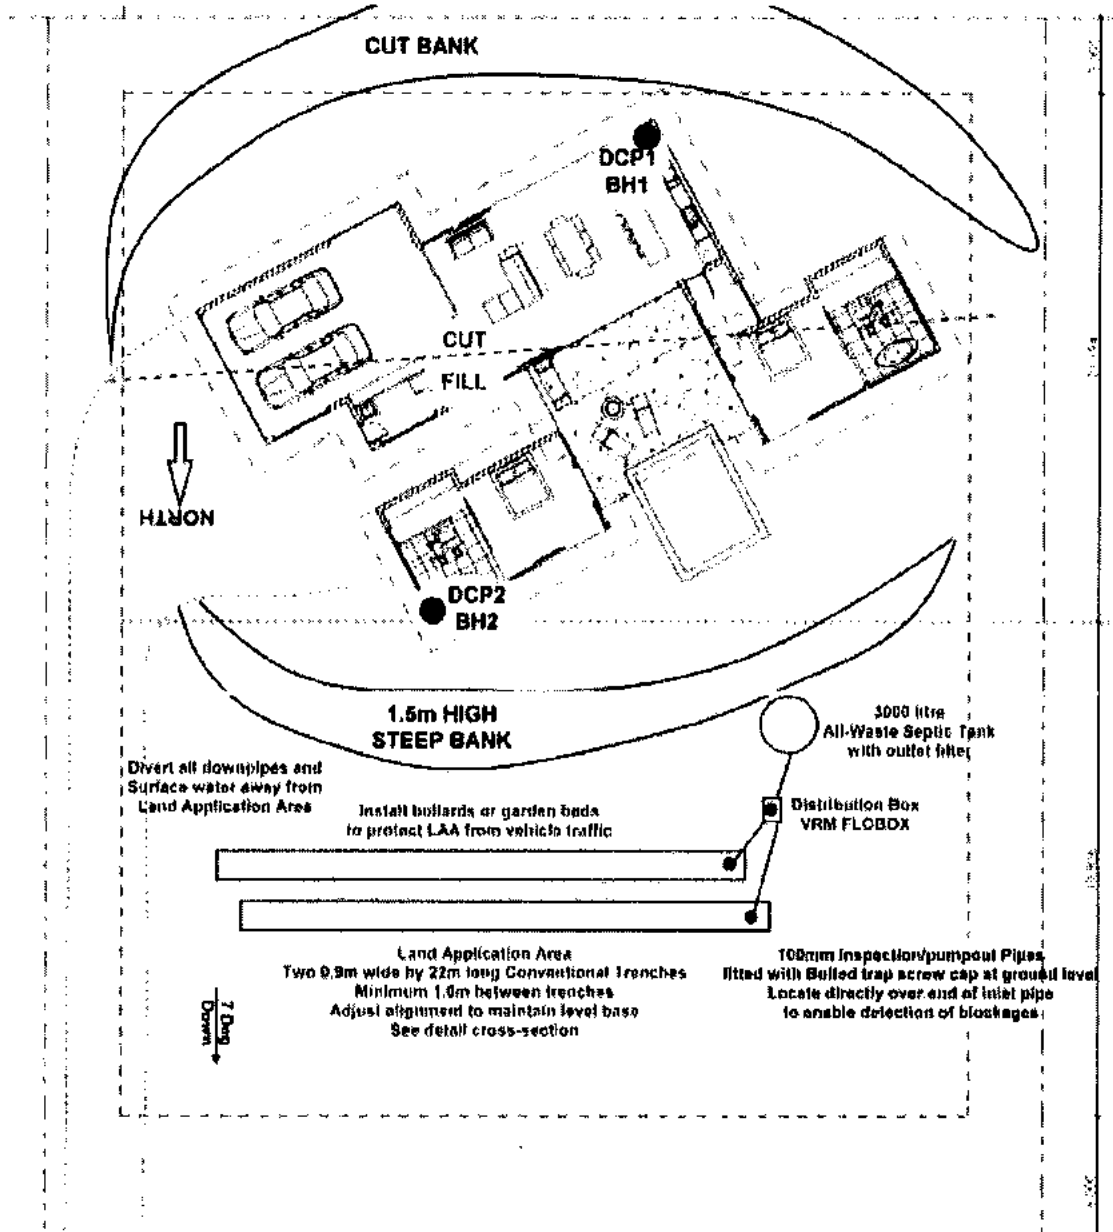 CUT BANK
DCP1
BH1
CUT
FILL
NORTH
DCP2
BH2
1.5m HIGH
STEEP BANK
3000 litre
All-Waste Septic Tank
with outlet filter
Divert all downpipes and
Surface water away from
Land Application Area
Install bollards or garden beds
to protect LAA from vehicle traffic
Distribution Box
VRM FLOBOX
Land Application Area
Two 0.9m wide by 22m long Conventional Trenches
Minimum 1.0m between trenches
Adjust alignment to maintain level base
See detail cross-section
100mm Inspection/pumpout Pipes
fitted with Bolted trap screw cap at ground level
Locate directly over end of inlet pipe
to enable detection of blockages
7 Deg
Down